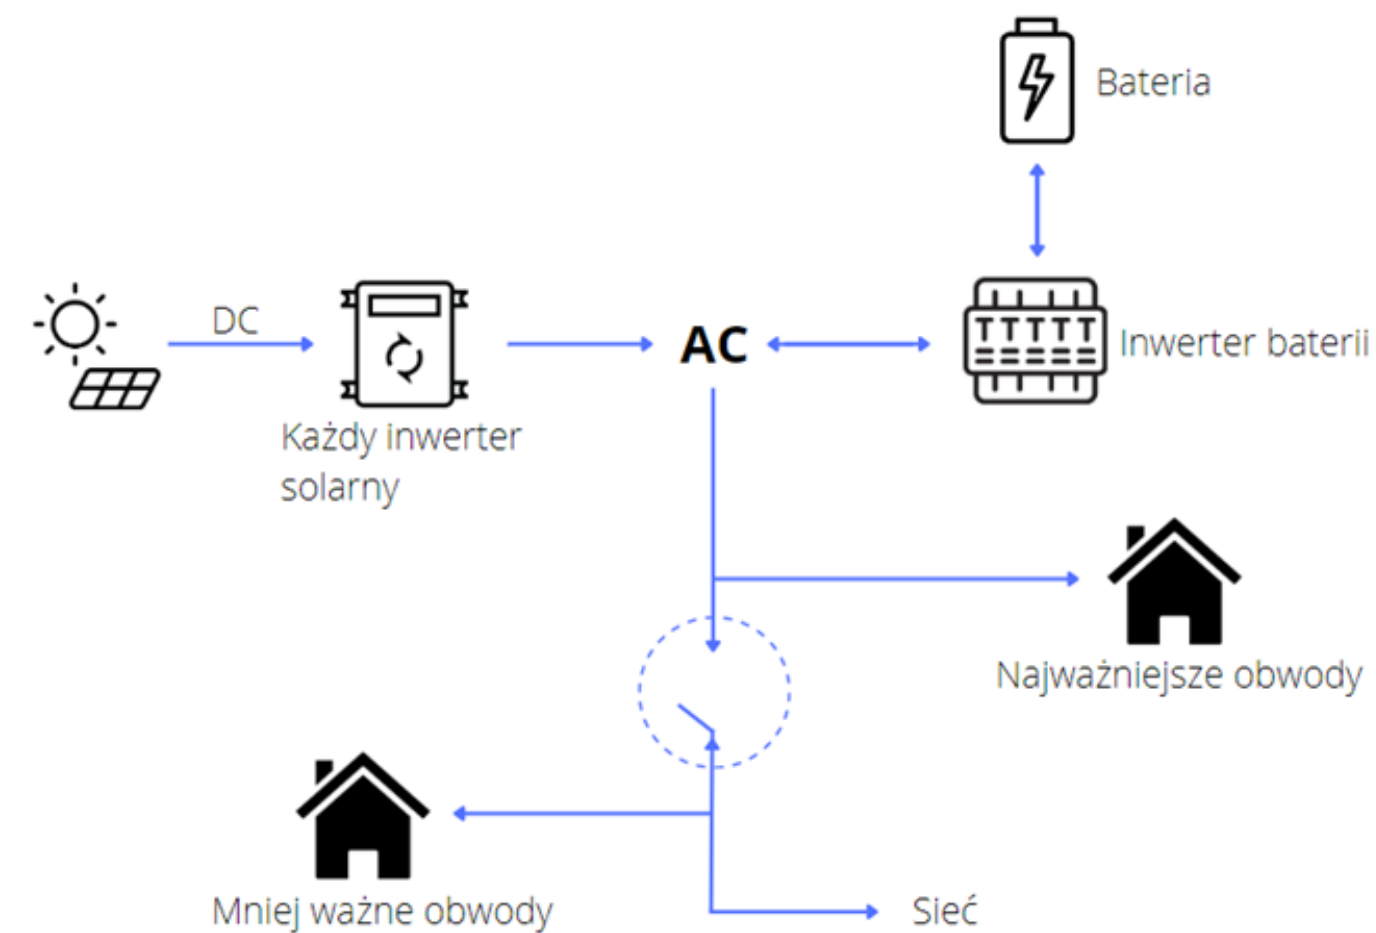 Bateria
DC
AC
Inwerter baterii
Każdy inwerter
solarny
Najważniejsze obwody
Mniej ważne obwody
Sieć